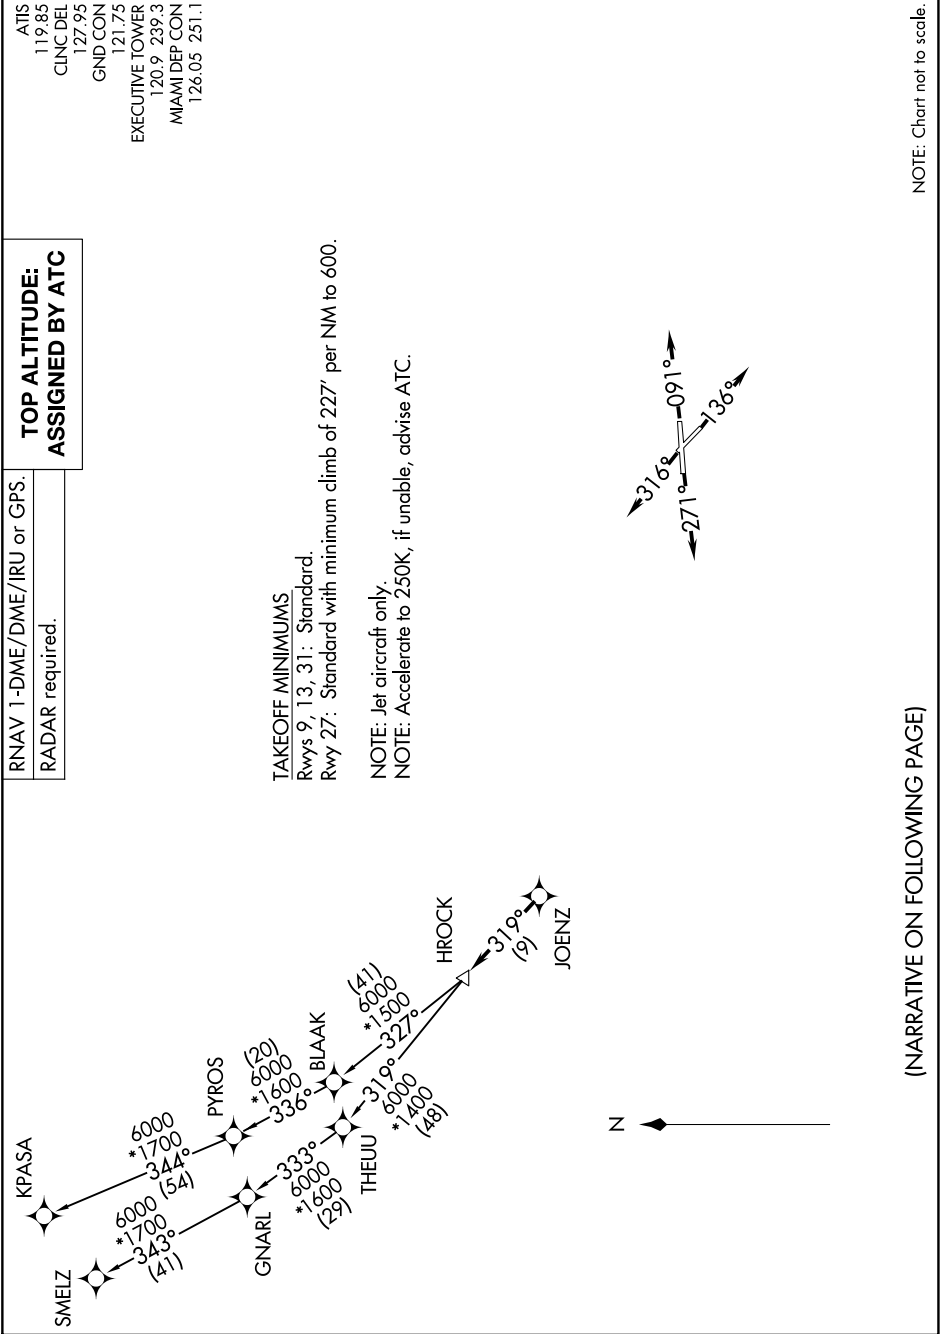 RNAV 1-DME/DME/IRU or GPS.
RADAR required.
TOP ALTITUDE:
ASSIGNED BY ATC
ATIS
119.85
CLNC DEL
127.95
GND CON
121.75
EXECUTIVE TOWER
120.9 239.3
MIAMI DEP CON
126.05 251.1
TAKEOFF MINIMUMS
Rwys 9, 13, 31: Standard.
Rwy 27: Standard with minimum climb of 227' per NM to 600.
NOTE: Jet aircraft only.
NOTE: Accelerate to 250K, if unable, advise ATC.
KPASA
6000
*1700
344°
(54)
PYROS
(20)
6000
*1600
336°
BLAAK
(41)
6000
*1500
327°
HROCK
319°
(9)
JOENZ
SMELZ
6000
*1700
343°
(41)
GNARL
333°
6000
*1600
(29)
THEUU
319°
6000
*1400
(48)
N
316°
091°
271°
136°
(NARRATIVE ON FOLLOWING PAGE)
NOTE: Chart not to scale.